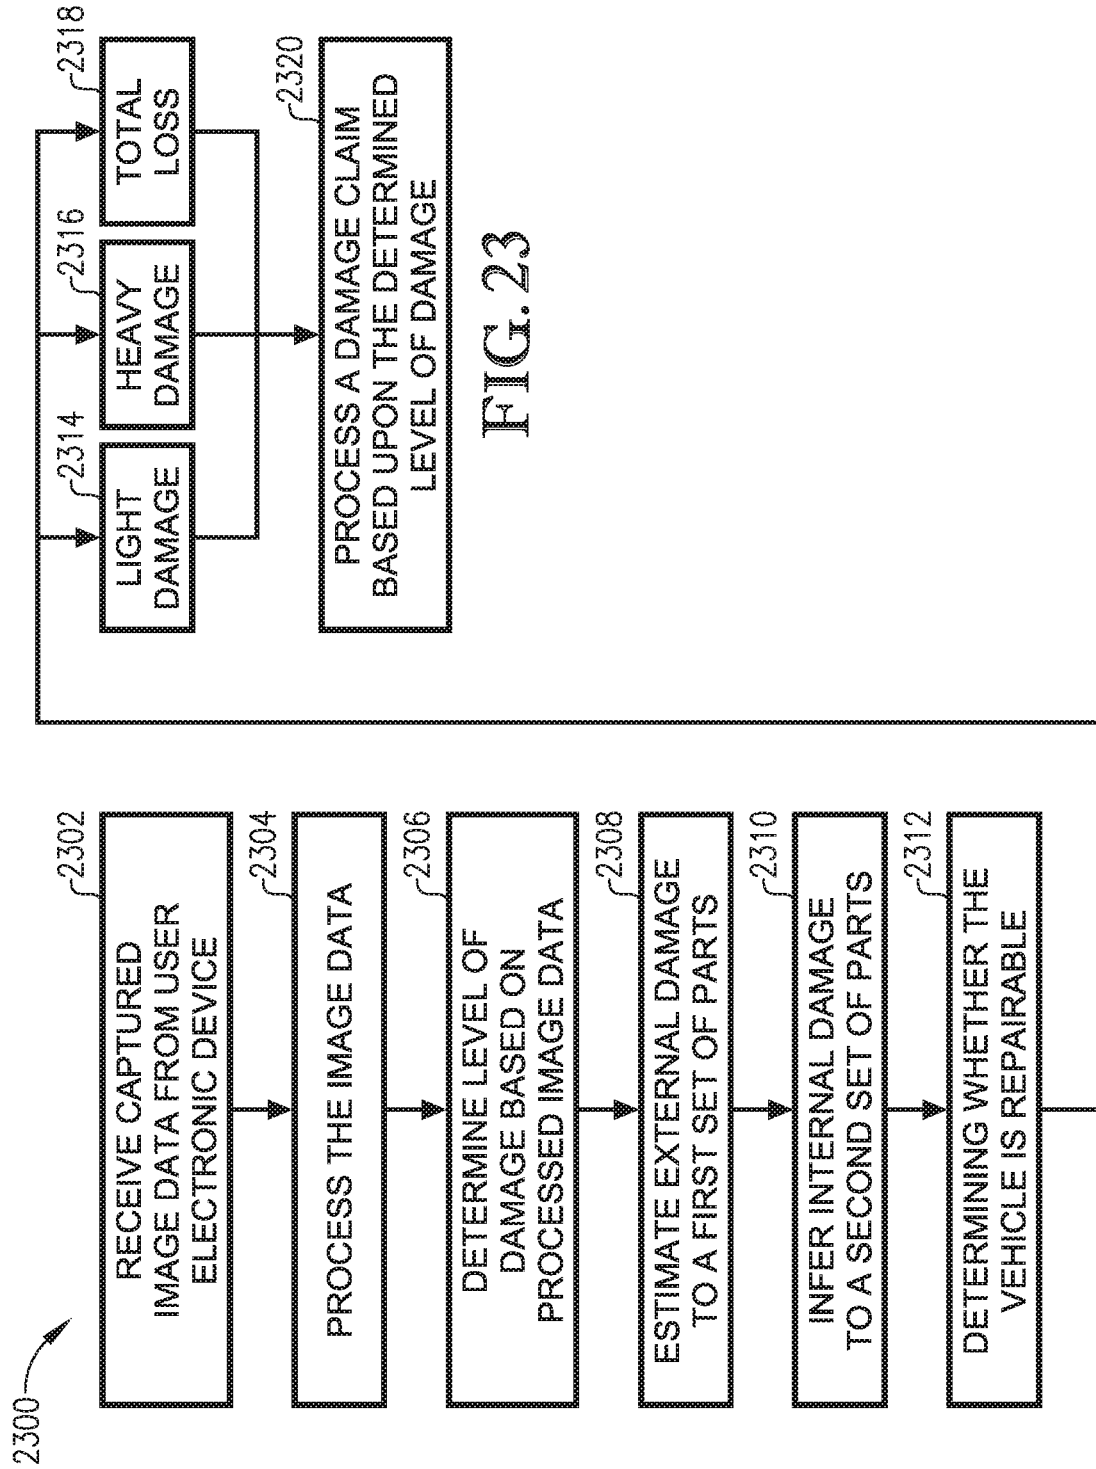 2300
2302
RECEIVE CAPTURED
IMAGE DATA FROM USER
ELECTRONIC DEVICE
2304
PROCESS THE IMAGE DATA
2306
DETERMINE LEVEL OF
DAMAGE BASED ON
PROCESSED IMAGE DATA
2308
ESTIMATE EXTERNAL DAMAGE
TO A FIRST SET OF PARTS
2310
INFER INTERNAL DAMAGE
TO A SECOND SET OF PARTS
2312
DETERMINING WHETHER THE
VEHICLE IS REPAIRABLE
2314
LIGHT
DAMAGE
2316
HEAVY
DAMAGE
2318
TOTAL
LOSS
2320
PROCESS A DAMAGE CLAIM
BASED UPON THE DETERMINED
LEVEL OF DAMAGE
FIG. 23